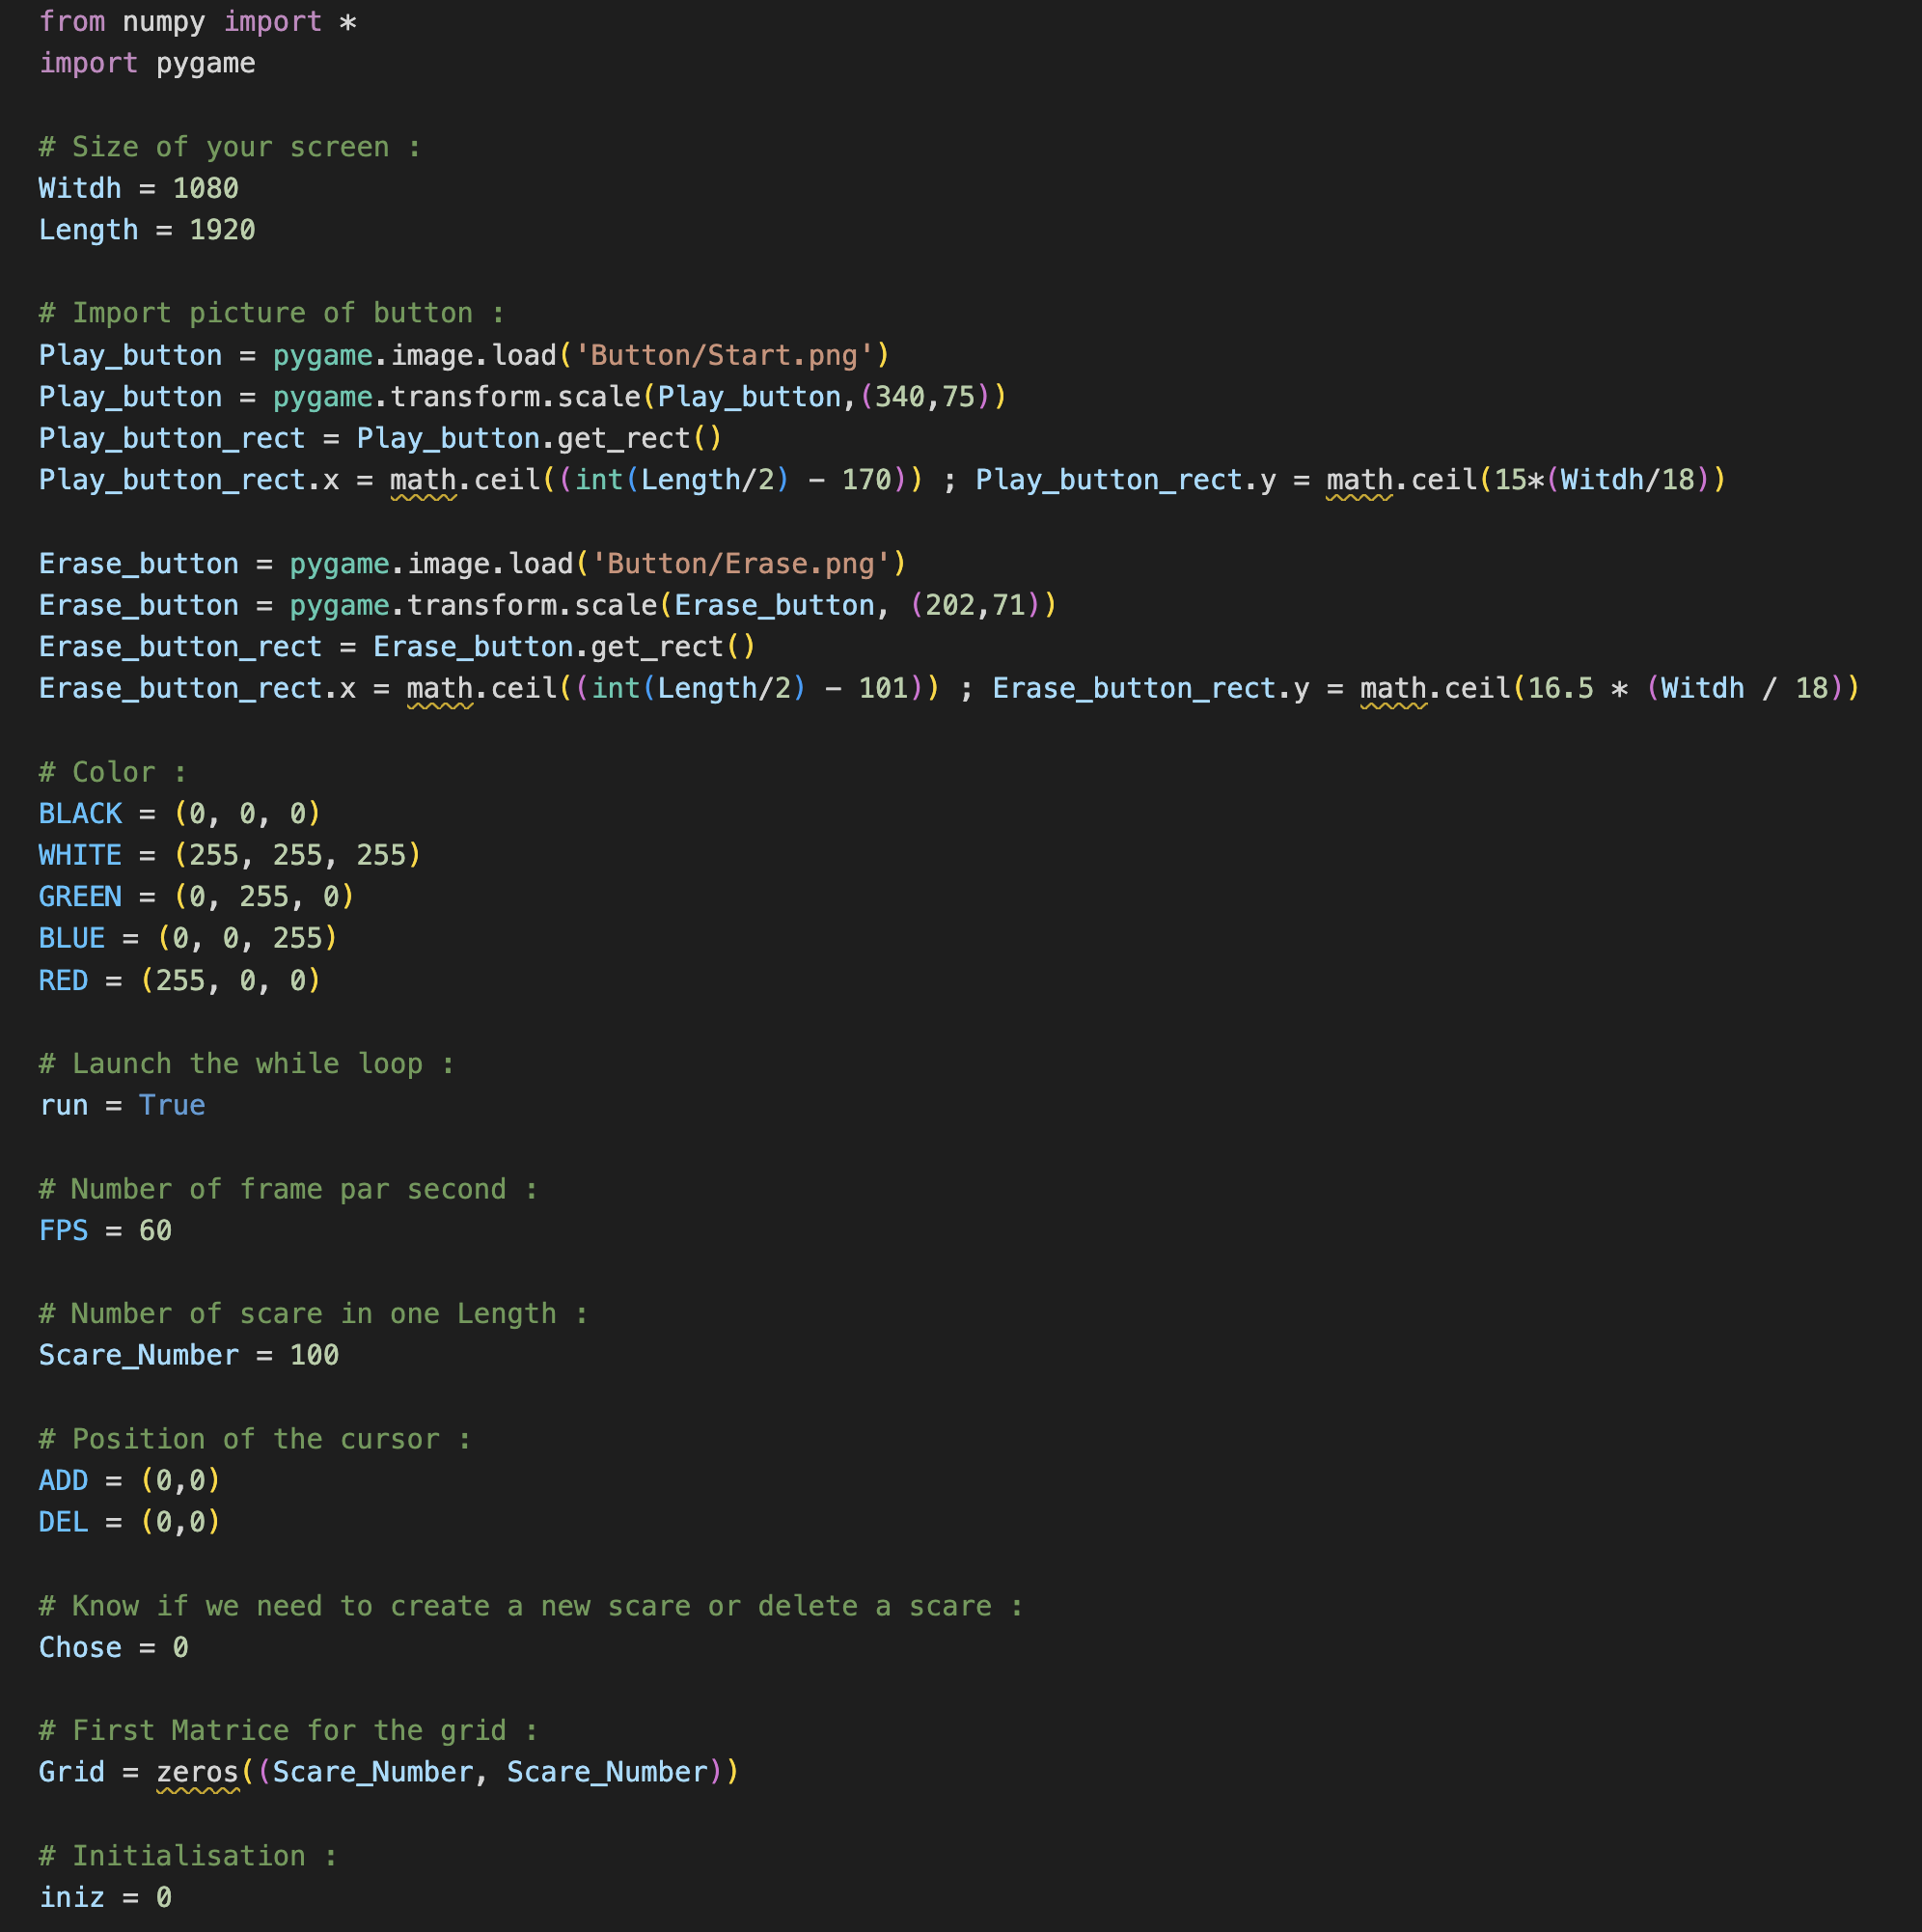 from numpy import *
import pygame
# Size of your screen :
Witdh = 1080
Length = 1920
# Import picture of button :
Play_button = pygame.image.load('Button/Start.png')
Play_button = pygame.transform.scale(Play_button,(340,75))
Play_button_rect = Play_button.get_rect()
Play_button_rect.x = math.ceil((int(Length/2) - 170)) ; Play_button_rect.y = math.ceil(15*(Witdh/18))
Erase_button = pygame.image.load('Button/Erase.png')
Erase_button = pygame.transform.scale(Erase_button, (202,71))
Erase_button_rect = Erase_button.get_rect()
Erase_button_rect.x = math.ceil((int(Length/2) - 101)) ; Erase_button_rect.y = math.ceil(16.5 * (Witdh / 18))
# Color :
BLACK = (0, 0, 0)
WHITE = (255, 255, 255)
GREEN = (0, 255, 0)
BLUE = (0, 0, 255)
RED = (255, 0, 0)
# Launch the while loop :
run = True
# Number of frame par second :
FPS = 60
# Number of scare in one Length :
Scare_Number = 100
# Position of the cursor :
ADD = (0,0)
DEL = (0,0)
# Know if we need to create a new scare or delete a scare :
Chose = 0
# First Matrice for the grid :
Grid = zeros((Scare_Number, Scare_Number))
# Initialisation :
iniz = 0